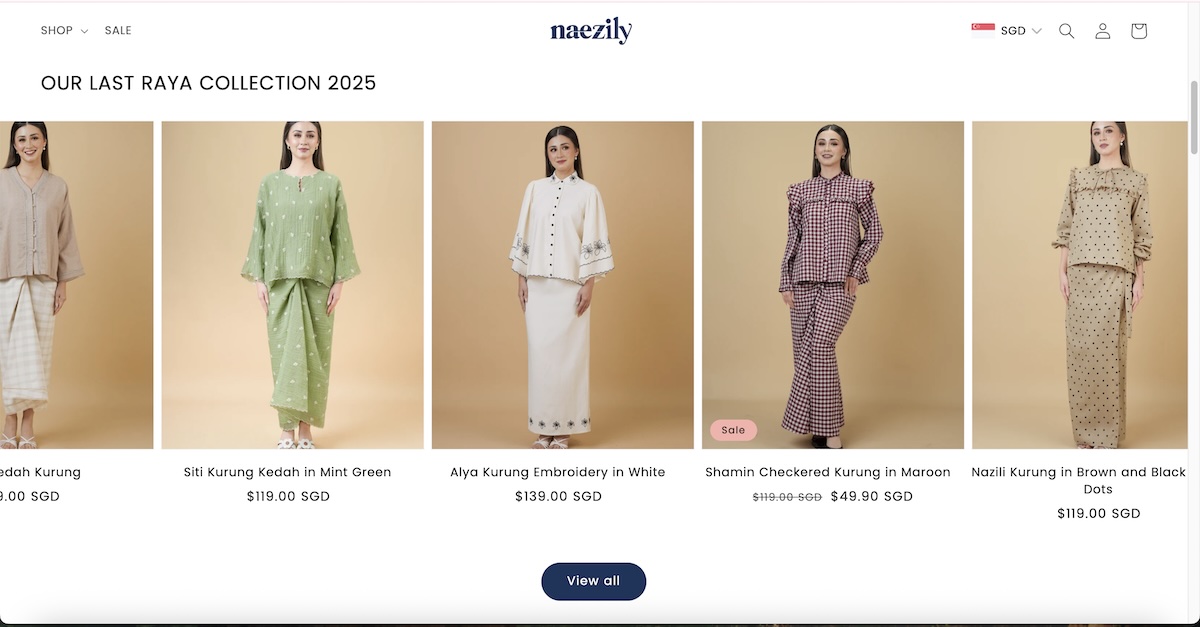 SHOP SALE naezily SGD
OUR LAST RAYA COLLECTION 2025
Sale
Kurung
Siti Kurung Kedah in Mint Green
Alya Kurung Embroidery in White
Shamin Checkered Kurung in Maroon
Nazili Kurung in Brown and Black
Dots
.00 SGD
$119.00 SGD
$139.00 SGD
$119.00 SGD $49.90 SGD
$119.00 SGD
View all